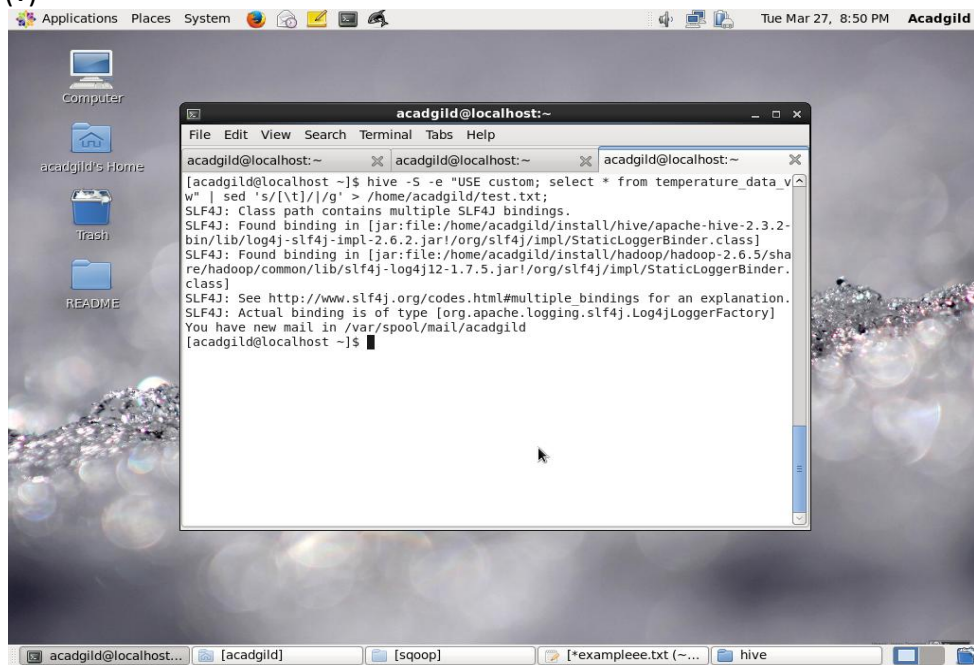 Applications Places System
Tue Mar 27, 8:50 PM Acadgild
Computer
acadgild's Home
Trash
README
acadgild@localhost:~
File Edit View Search Terminal Tabs Help
acadgild@localhost:~ acadgild@localhost:~ acadgild@localhost:~
[acadgild@localhost ~]$ hive -S -e "USE custom; select * from temperature_data_v
w" | sed 's/[\t]/|/g' > /home/acadgild/test.txt;
SLF4J: Class path contains multiple SLF4J bindings.
SLF4J: Found binding in [jar:file:/home/acadgild/install/hive/apache-hive-2.3.2-
bin/lib/log4j-slf4j-impl-2.6.2.jar!/org/slf4j/impl/StaticLoggerBinder.class]
SLF4J: Found binding in [jar:file:/home/acadgild/install/hadoop/hadoop-2.6.5/sha
re/hadoop/common/lib/slf4j-log4j12-1.7.5.jar!/org/slf4j/impl/StaticLoggerBinder.
class]
SLF4J: See http://www.slf4j.org/codes.html#multiple_bindings for an explanation.
SLF4J: Actual binding is of type [org.apache.logging.slf4j.Log4jLoggerFactory]
You have new mail in /var/spool/mail/acadgild
[acadgild@localhost ~]$
acadgild@localhost... [acadgild] [sqoop] [*exampleee.txt (~... hive